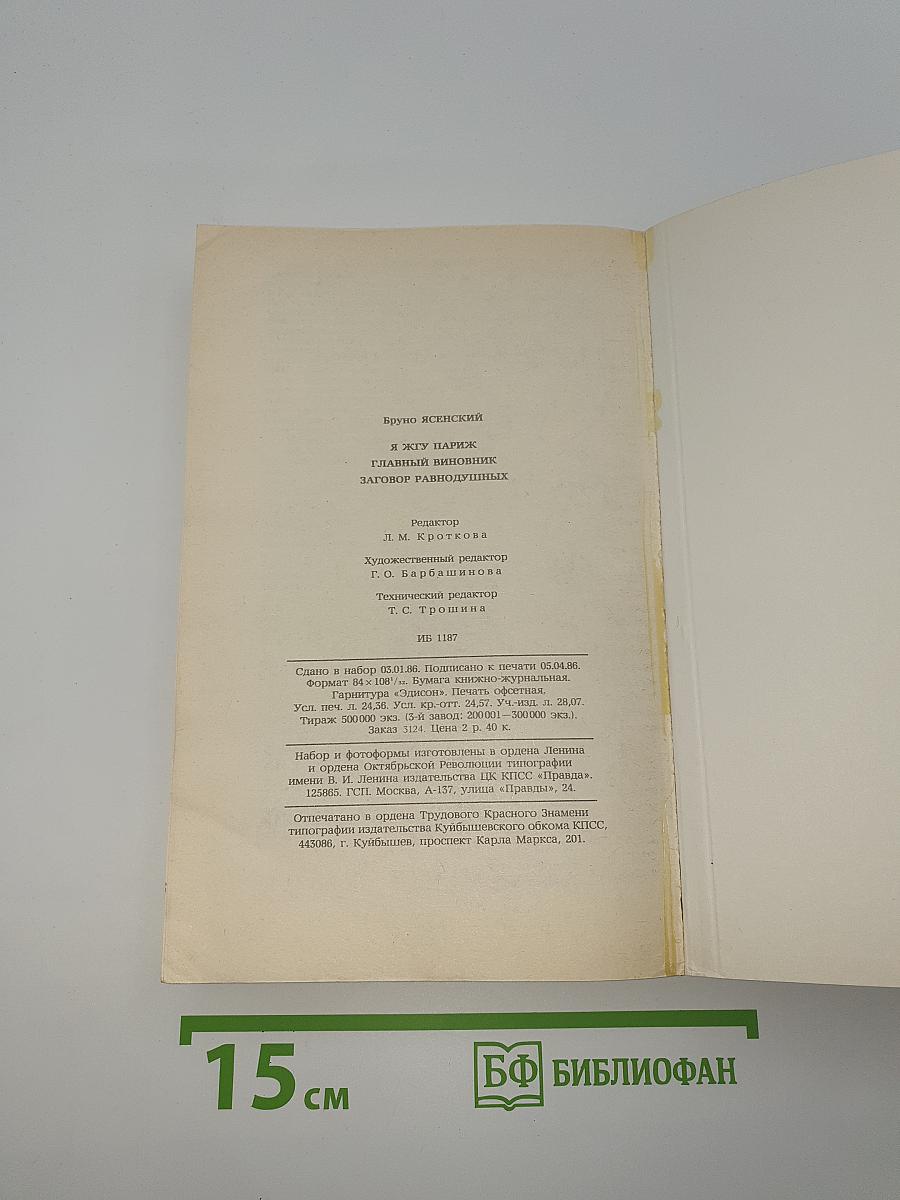 Бруно ЯСЕНСКИЙ
Я ЖГУ ПАРИЖ
ГЛАВНЫЙ ВИНОВНИК
ЗАГОВОР РАВНОДУШНЫХ
Редактор
Л. М. Кроткова
Художественный редактор
Г. О. Барбашинова
Технический редактор
Т. С. Трошина
ИБ 1187
Сдано в набор 03.01.86. Подписано к печати 05.04.86.
Формат 84×108¹/₃₂. Бумага книжно-журнальная.
Гарнитура «Эдисон». Печать офсетная.
Усл. печ. л. 24,36. Усл. кр.-отт. 24,57. Уч.-изд. л. 28,07.
Тираж 500 000 экз. (3-й завод: 200 001—300 000 экз.).
Заказ 3124. Цена 2 р. 40 к.
Набор и фотоформы изготовлены в ордена Ленина
и ордена Октябрьской Революции типографии
имени В. И. Ленина издательства ЦК КПСС «Правда».
125865. ГСП. Москва, А-137, улица «Правды», 24.
Отпечатано в ордена Трудового Красного Знамени
типографии издательства Куйбышевского обкома КПСС,
443086, г. Куйбышев, проспект Карла Маркса, 201.
15 см
БФ БИБЛИОФАН